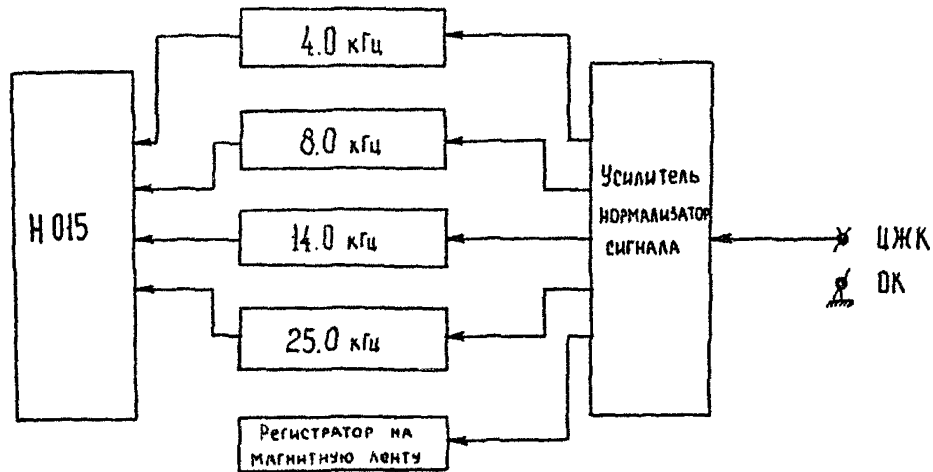 4.0 кГц
8.0 кГц
Н 015
14.0 кГц
25.0 кГц
Регистратор на
магнитную ленту
Усилитель
нормализатор
сигнала
ЦЖК
ОК